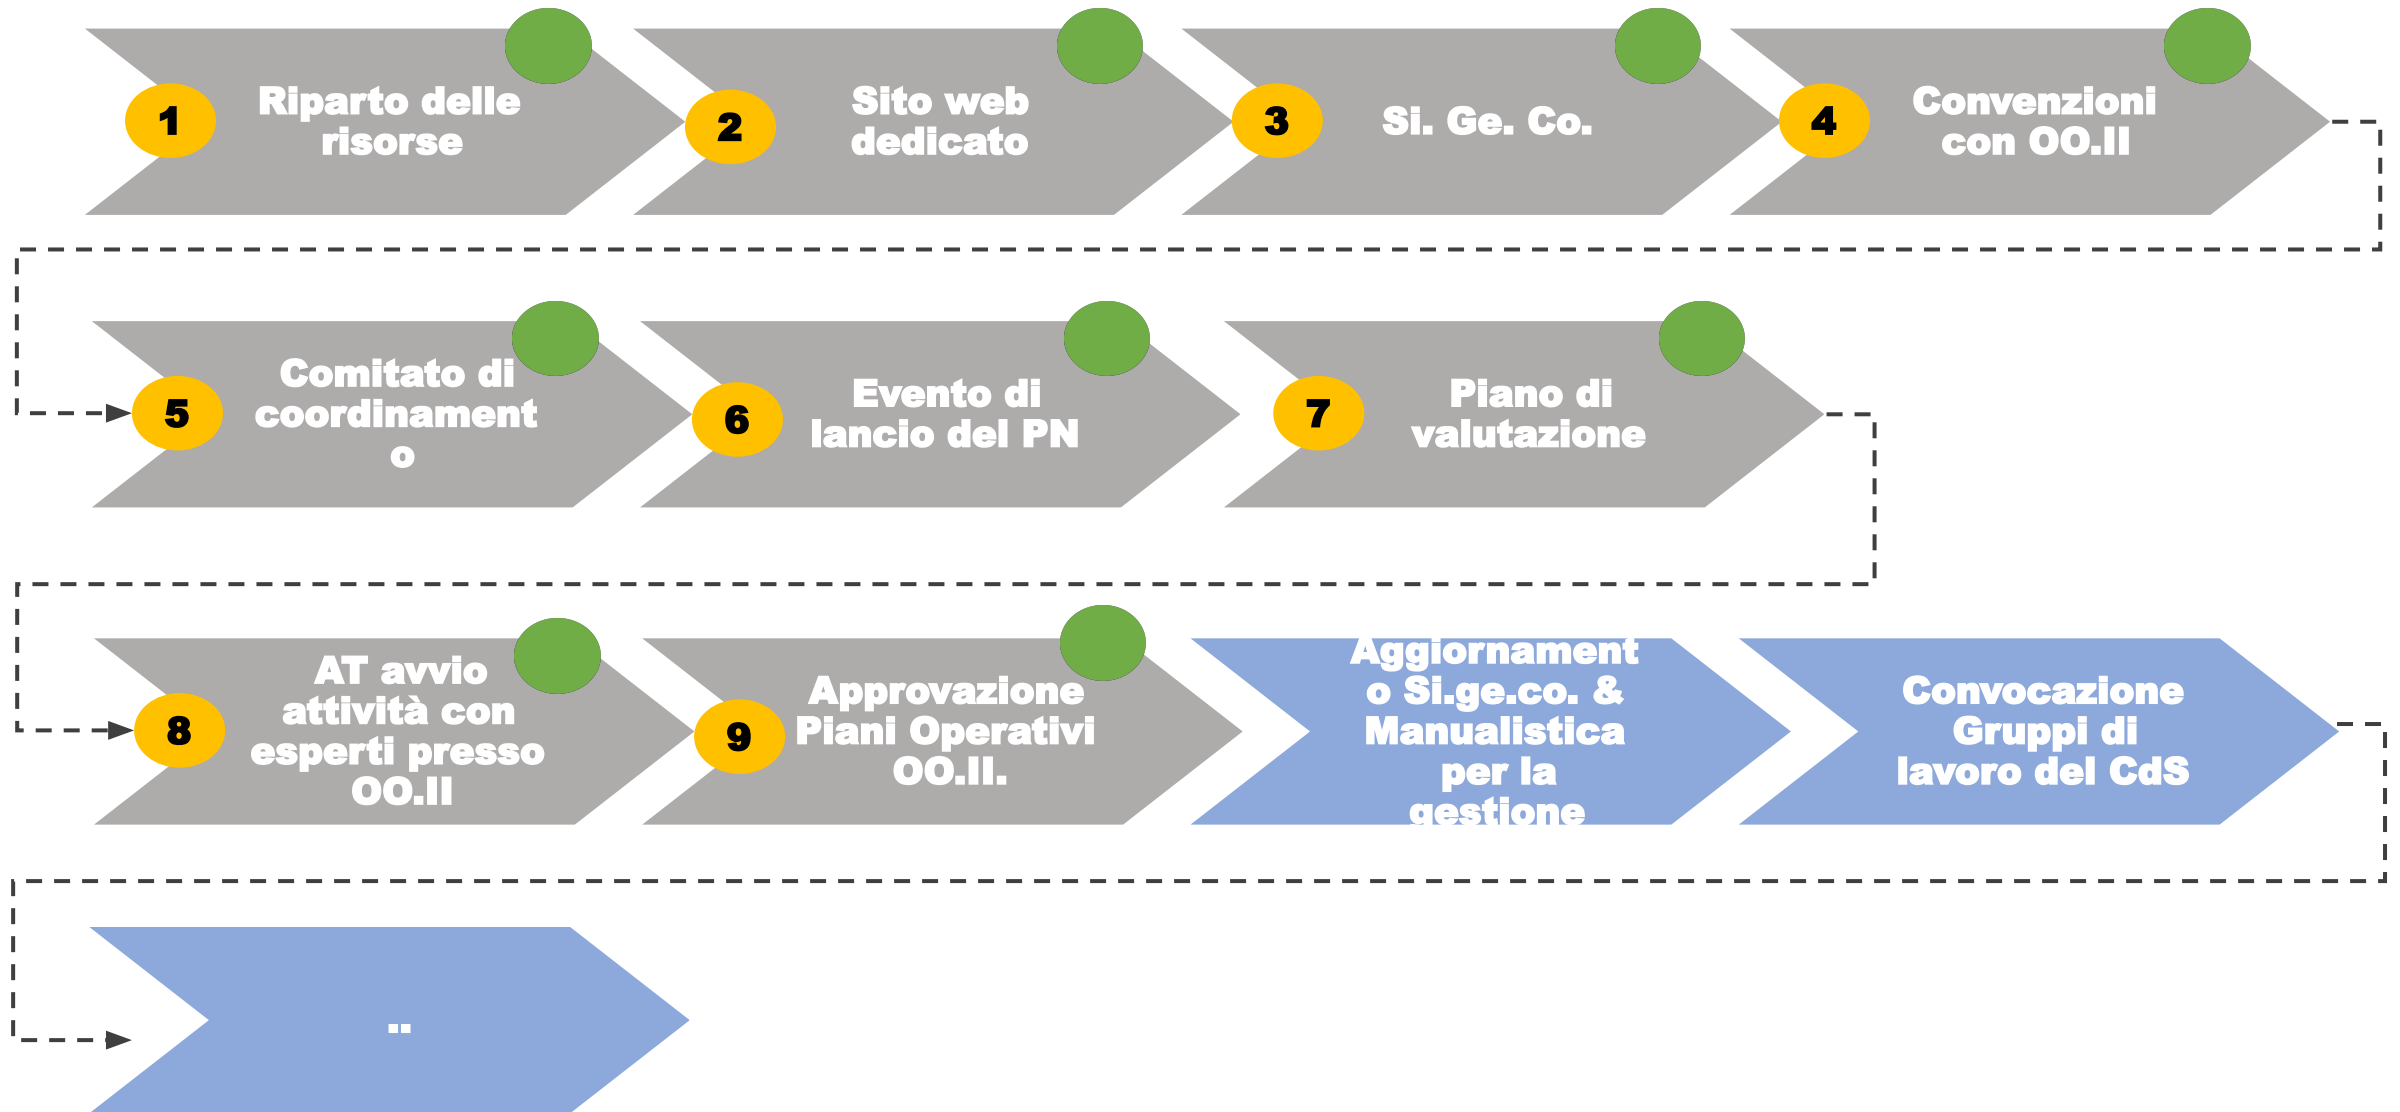 1
Riparto delle
risorse
2
Sito web
dedicato
3
Si. Ge. Co.
4
Convenzioni
con OO.II
5
Comitato di
coordinament
o
6
Evento di
lancio del PN
7
Piano di
valutazione
8
AT avvio
attività con
esperti presso
OO.II
9
Approvazione
Piani Operativi
OO.II.
Aggiornament
o Si.ge.co. &
Manualistica
per la
gestione
Convocazione
Gruppi di
lavoro del CdS
..